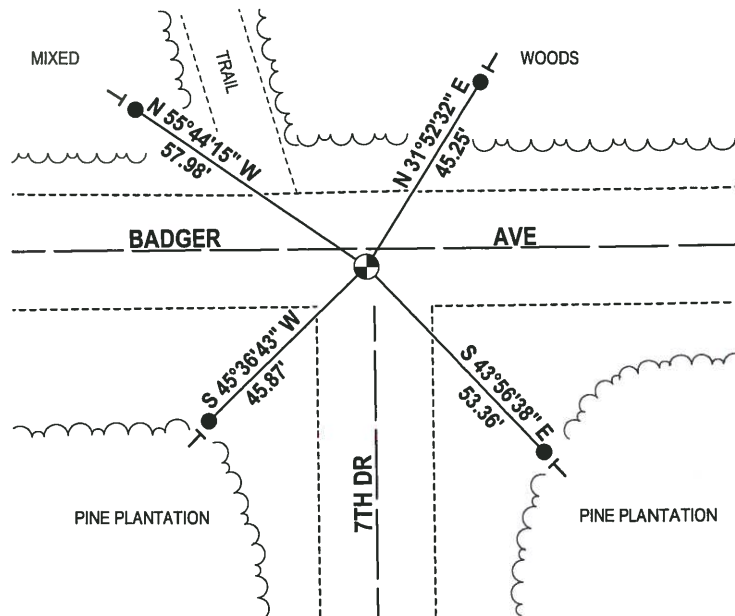 MIXED
TRAIL
WOODS
N 55°44'15" W
57.98'
N 31°52'32" E
45.25'
BADGER AVE
S 45°36'43" W
45.87'
S 43°56'38" E
53.36'
7TH DR
PINE PLANTATION
PINE PLANTATION